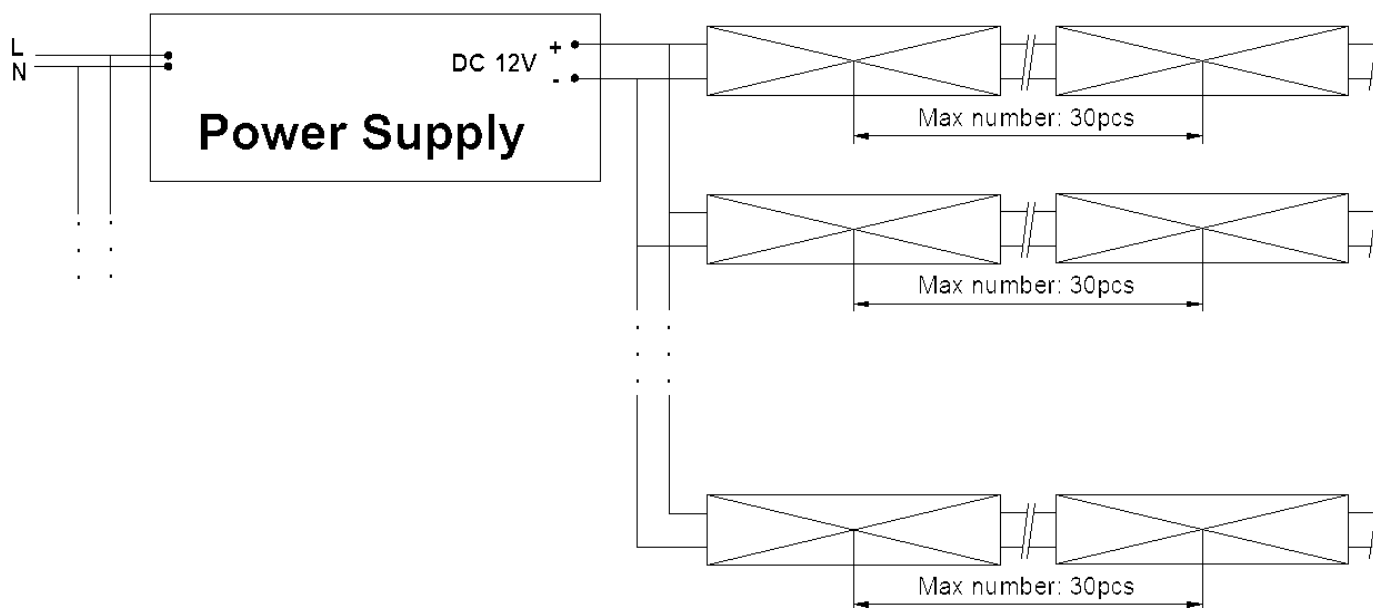 L
N
+
DC 12V
-
Power Supply
Max number: 30pcs
Max number: 30pcs
Max number: 30pcs